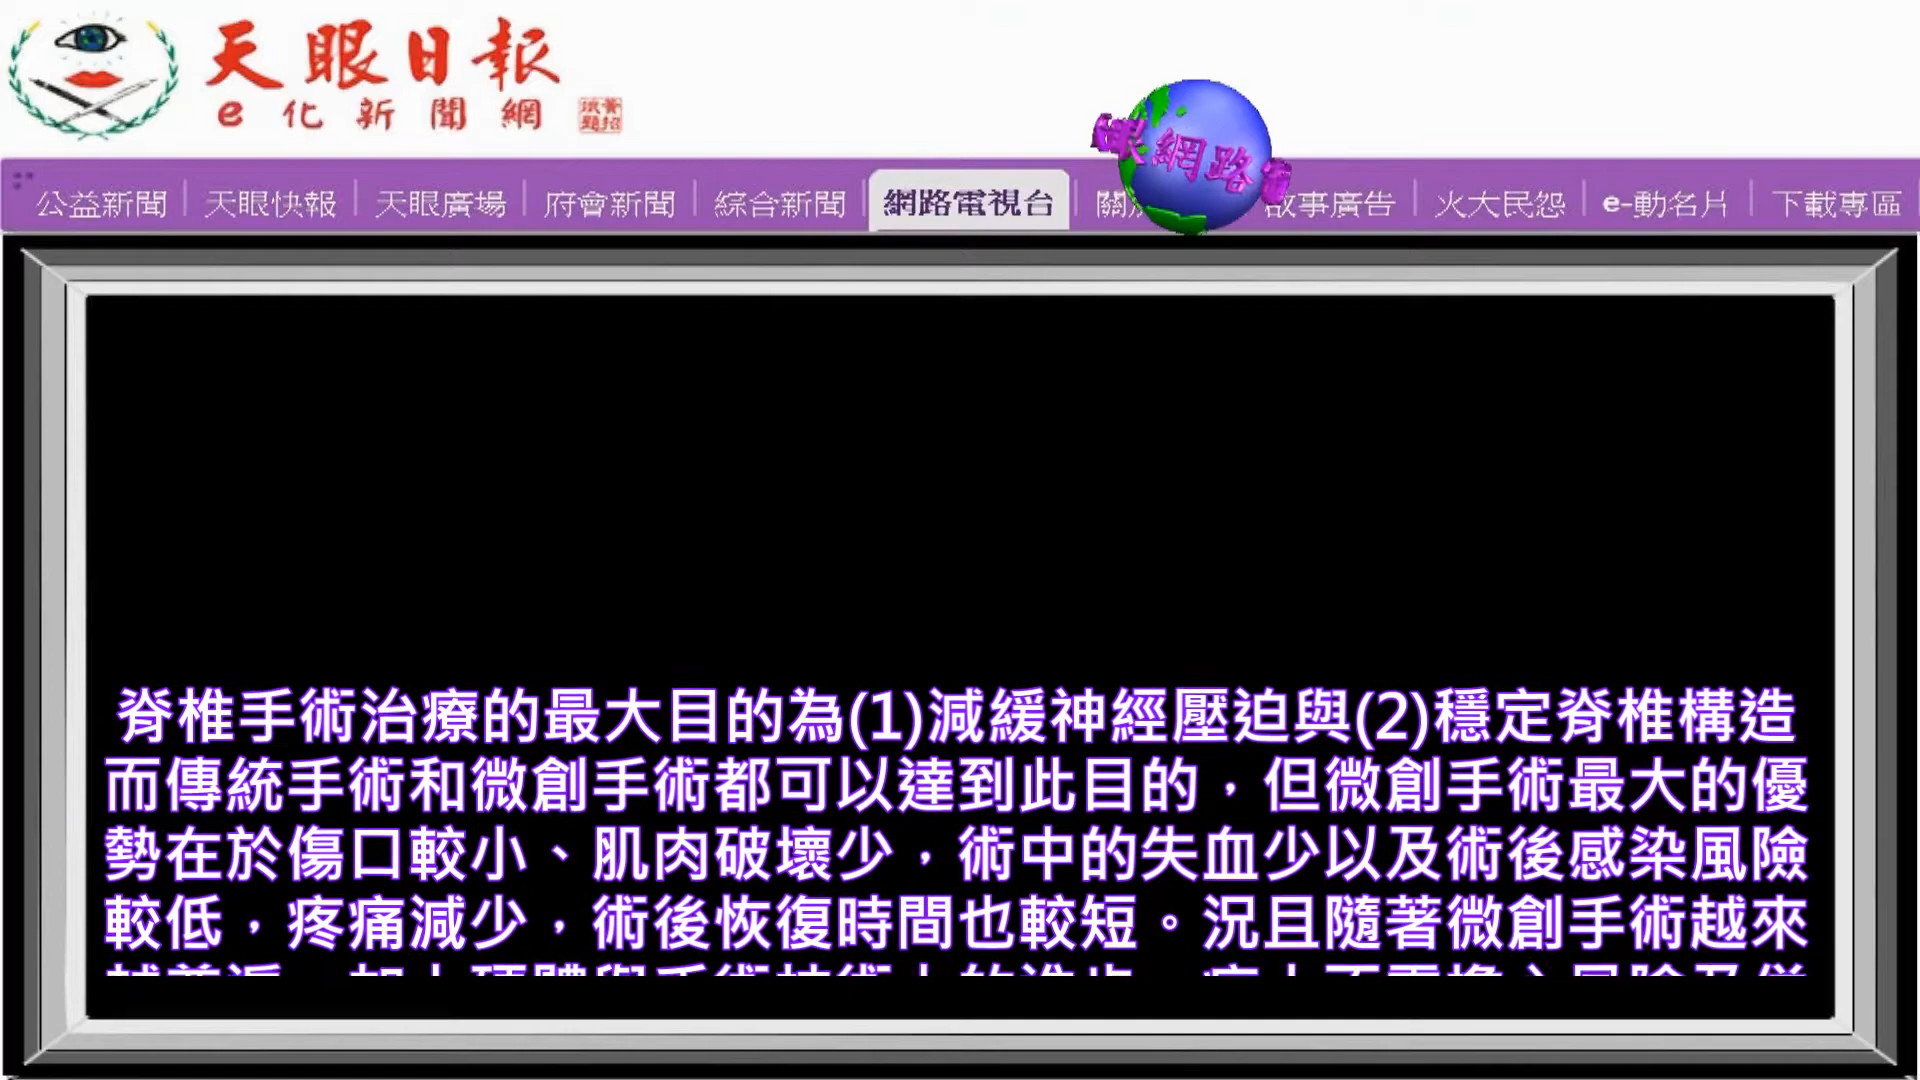 天眼日報
e化新聞網
公益新聞
天眼快報
天眼廣場
府會新聞
綜合新聞
網路電視台
關於
故事廣告
火大民怨
e-動名片
下載專區
眼網路電
脊椎手術治療的最大目的為(1)減緩神經壓迫與(2)穩定脊椎構造
而傳統手術和微創手術都可以達到此目的，但微創手術最大的優
勢在於傷口較小、肌肉破壞少，術中的失血少以及術後感染風險
較低，疼痛減少，術後恢復時間也較短。況且隨著微創手術越來